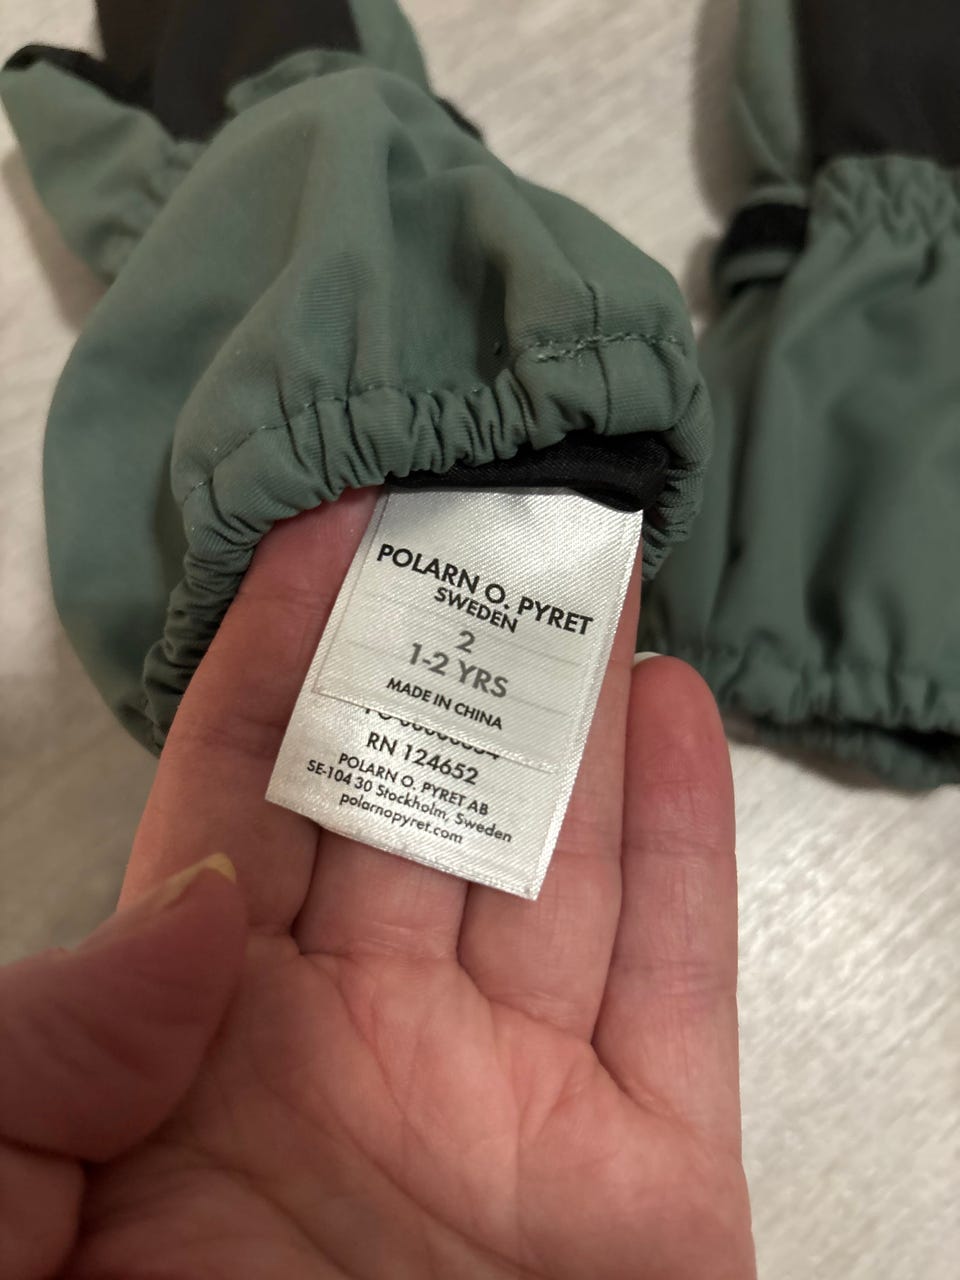 POLARN O. PYRET
SWEDEN
2
1-2 YRS
MADE IN CHINA
RN 124652
POLARN O. PYRET AB
SE-104 30 Stockholm, Sweden
polarnopyret.com